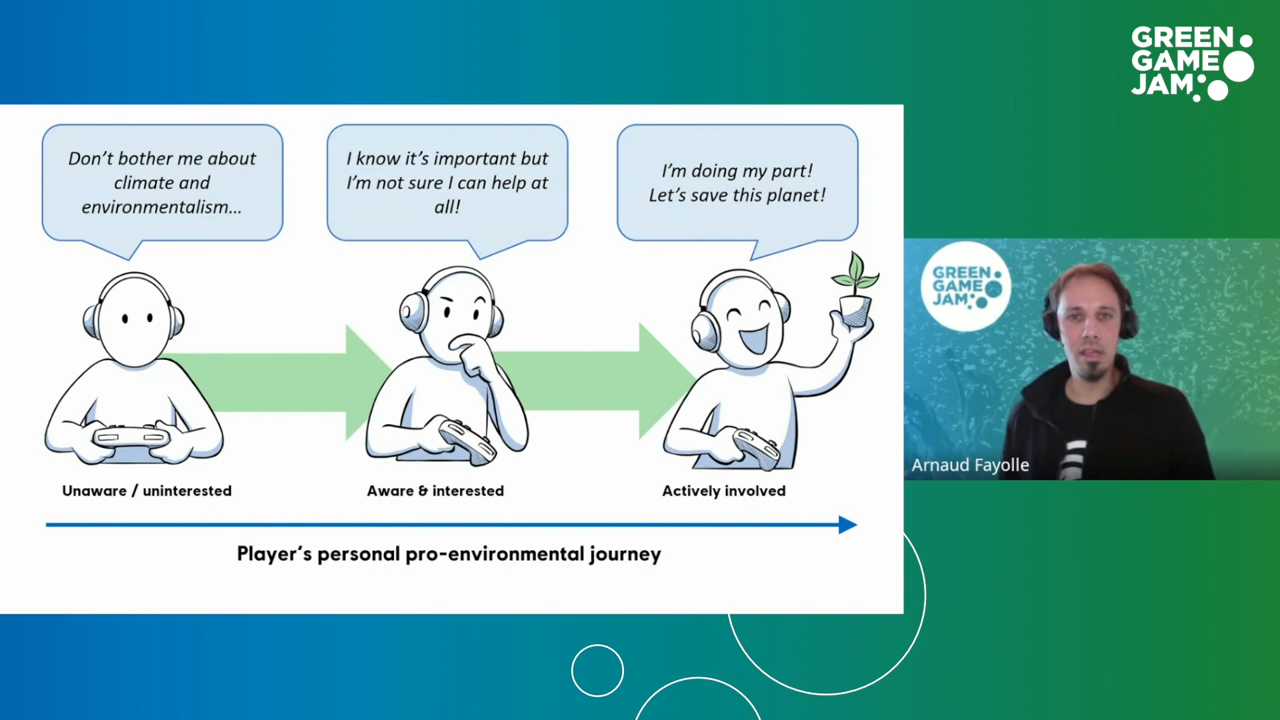 GREEN
GAME
JAM
Don't bother me about
climate and
environmentalism...
I know it's important but
I'm not sure I can help at
all!
I'm doing my part!
Let's save this planet!
Unaware / uninterested
Aware & interested
Actively involved
Player's personal pro-environmental journey
GREEN
GAME
JAM
Arnaud Fayolle